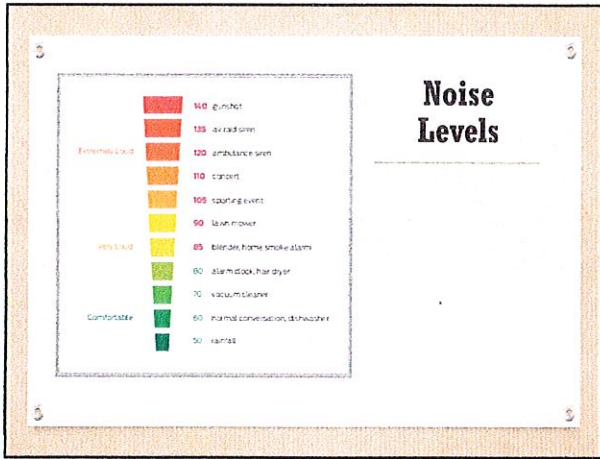 Noise
Levels
140 gunshot
135 air raid siren
Extremely Loud
120 ambulance siren
110 concert
105 sporting event
90 lawn mower
Very Loud
85 blender, home smoke alarm
80 alarm clock, hair dryer
70 vacuum cleaner
Comfortable
60 normal conversation, dishwasher
50 rainfall